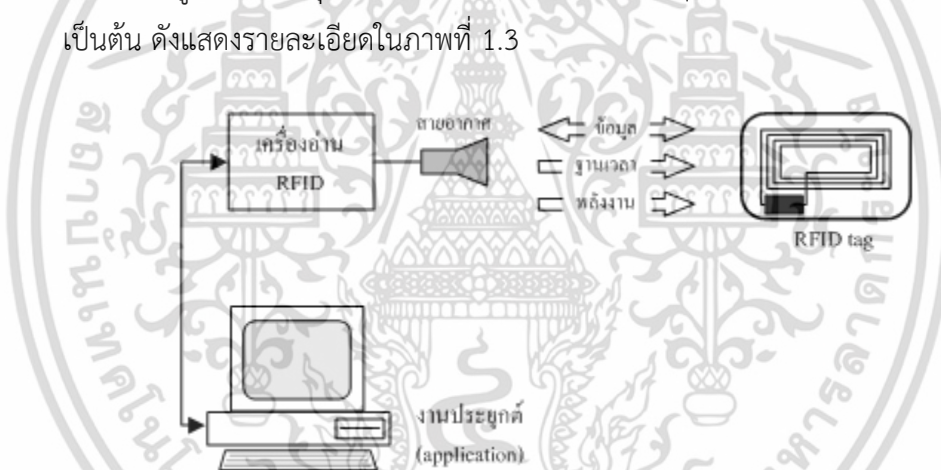 เป็นต้น ดังแสดงรายละเอียดในภาพที่ 1.3
เครื่องอ่าน
RFID
สายอากาศ
ข้อมูล
ฐานเวลา
พลังงาน
RFID tag
งานประยุกต์
(application)